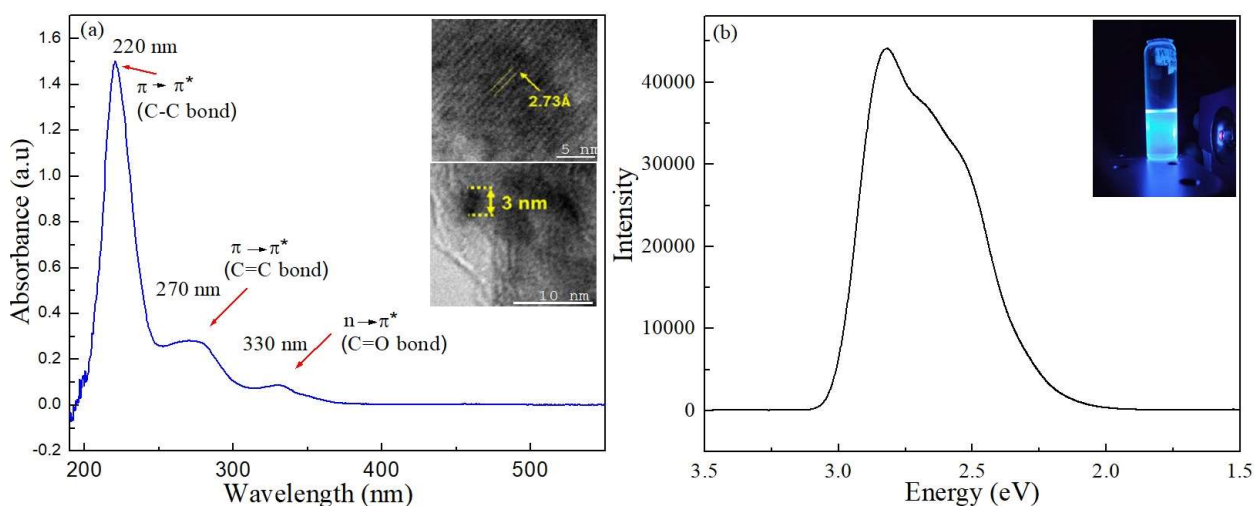 (a)
220 nm
π → π*
(C-C bond)
π → π*
(C=C bond)
270 nm
n → π*
(C=O bond)
330 nm
2.73Å
5 nm
3 nm
10 nm
Absorbance (a.u)
1.6
1.4
1.2
1.0
0.8
0.6
0.4
0.2
0.0
-0.2
200 300 400 500
Wavelength (nm)
(b)
Intensity
40000
30000
20000
10000
0
3.5 3.0 2.5 2.0 1.5
Energy (eV)